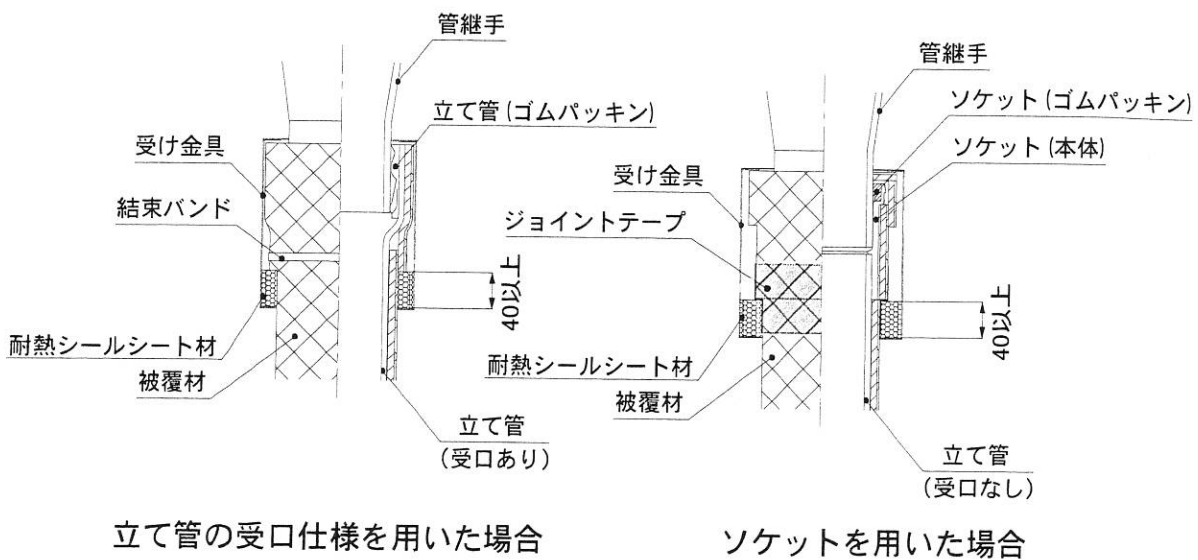 管継手
立て管(ゴムパッキン)
受け金具
結束バンド
40以上
耐熱シールシート材
被覆材
立て管
(受口あり)
立て管の受口仕様を用いた場合
管継手
ソケット(ゴムパッキン)
ソケット(本体)
受け金具
ジョイントテープ
40以上
耐熱シールシート材
被覆材
立て管
(受口なし)
ソケットを用いた場合